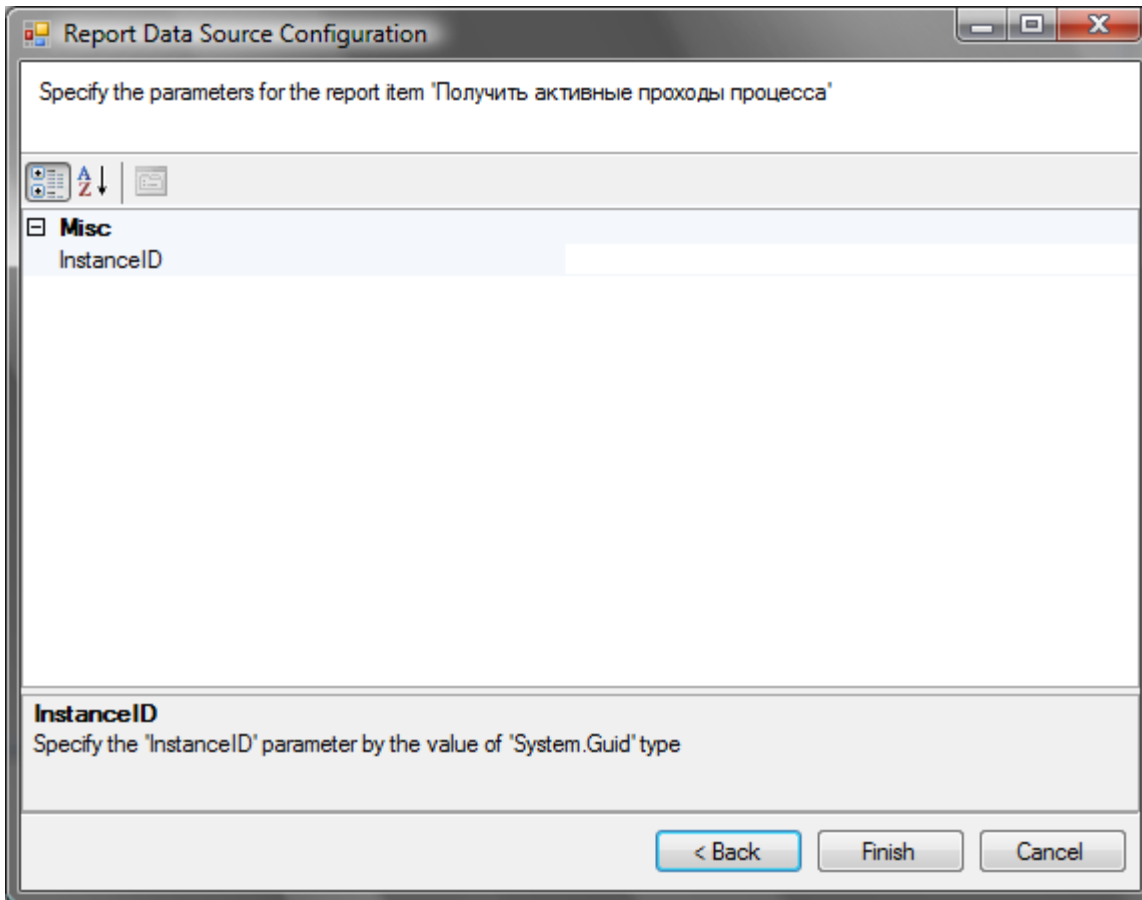 Report Data Source Configuration
Specify the parameters for the report item 'Получить активные проходы процесса'
Misc
InstanceID
InstanceID
Specify the 'InstanceID' parameter by the value of 'System.Guid' type
< Back Finish Cancel